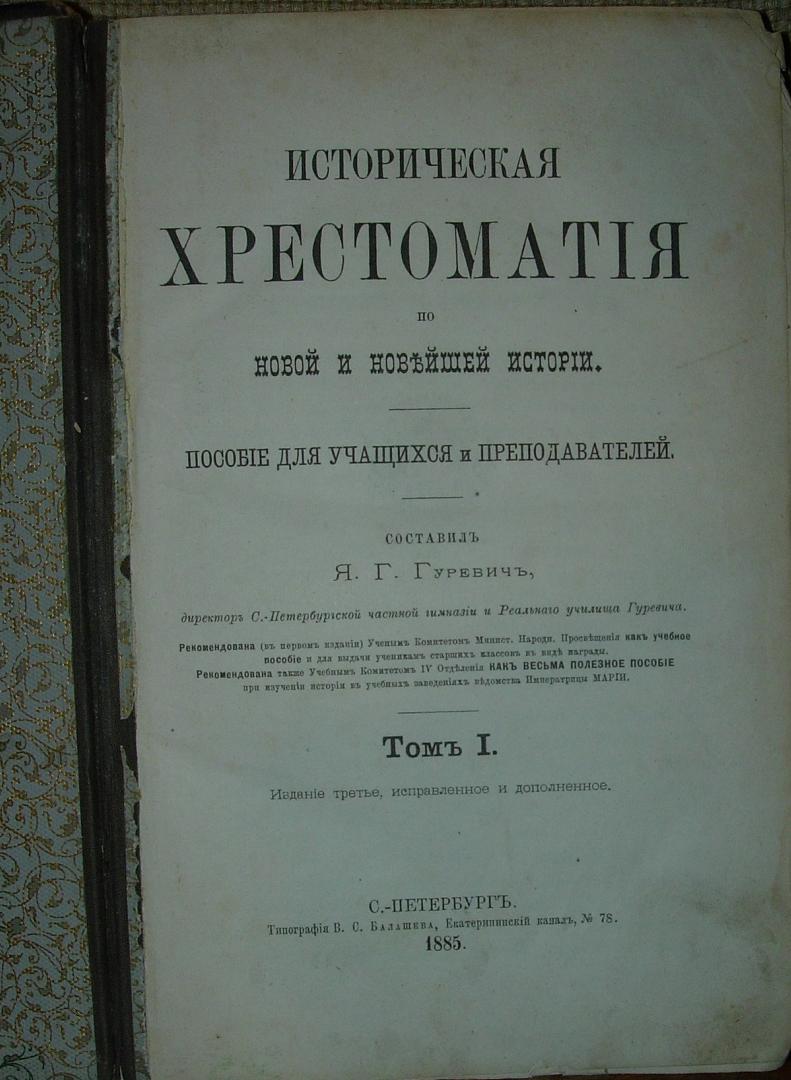 ИСТОРИЧЕСКАЯ
ХРЕСТОМАТІЯ
ПО
НОВОЙ И НОВѢЙШЕЙ ИСТОРІИ.
ПОСОБІЕ ДЛЯ УЧАЩИХСЯ и ПРЕПОДАВАТЕЛЕЙ.
СОСТАВИЛЪ
Я. Г. Гуревичъ,
директоръ С.-Петербургской частной гимназіи и Реальнаго училища Гуревича.
Рекомендована (въ первомъ изданіи) Ученымъ Комитетомъ Минист. Народн. Просвѣщенія какъ учебное
пособіе и для выдачи ученикамъ старшихъ классовъ въ видѣ награды.
Рекомендована также Учебнымъ Комитетомъ IV Отдѣленія КАКЪ ВЕСЬМА ПОЛЕЗНОЕ ПОСОБІЕ
при изученіи исторіи въ учебныхъ заведеніяхъ вѣдомства Императрицы МАРІИ.
Томъ I.
Изданіе третье, исправленное и дополненное.
С.-ПЕТЕРБУРГЪ.
Типографія В. С. Балашева, Екатерининскій каналъ, № 78.
1885.